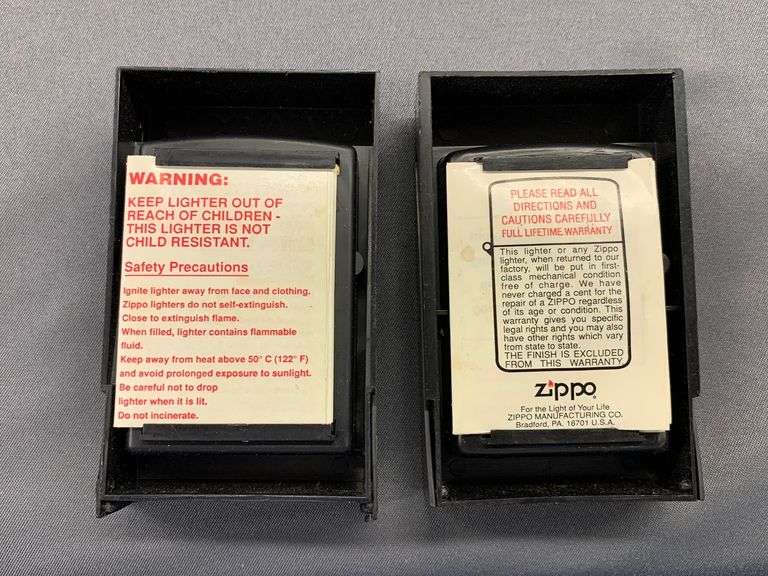 WARNING:
KEEP LIGHTER OUT OF
REACH OF CHILDREN -
THIS LIGHTER IS NOT
CHILD RESISTANT.
Safety Precautions
Ignite lighter away from face and clothing.
Zippo lighters do not self-extinguish.
Close to extinguish flame.
When filled, lighter contains flammable
fluid.
Keep away from heat above 50° C (122° F)
and avoid prolonged exposure to sunlight.
Be careful not to drop
lighter when it is lit.
Do not incinerate.
PLEASE READ ALL
DIRECTIONS AND
CAUTIONS CAREFULLY
FULL LIFETIME WARRANTY
This lighter or any Zippo
lighter, when returned to our
factory, will be put in first-
class mechanical condition
free of charge. We have
never charged a cent for the
repair of a ZIPPO regardless
of its age or condition. This
warranty gives you specific
legal rights and you may also
have other rights which vary
from state to state.
THE FINISH IS EXCLUDED
FROM THIS WARRANTY
zippo
For the Light of Your Life
ZIPPO MANUFACTURING CO.
Bradford, PA. 16701 U.S.A.